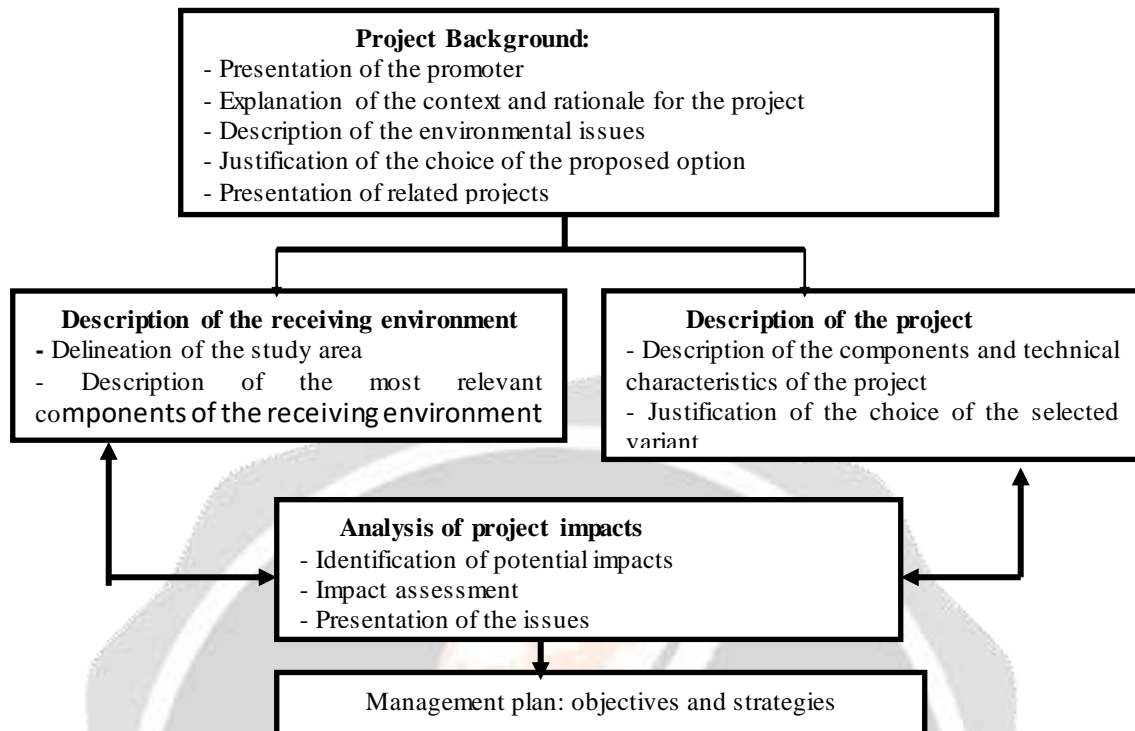 Project Background:
- Presentation of the promoter
- Explanation of the context and rationale for the project
- Description of the environmental issues
- Justification of the choice of the proposed option
- Presentation of related projects
Description of the receiving environment
- Delineation of the study area
- Description of the most relevant
components of the receiving environment
Description of the project
- Description of the components and technical
characteristics of the project
- Justification of the choice of the selected
variant
Analysis of project impacts
- Identification of potential impacts
- Impact assessment
- Presentation of the issues
Management plan: objectives and strategies